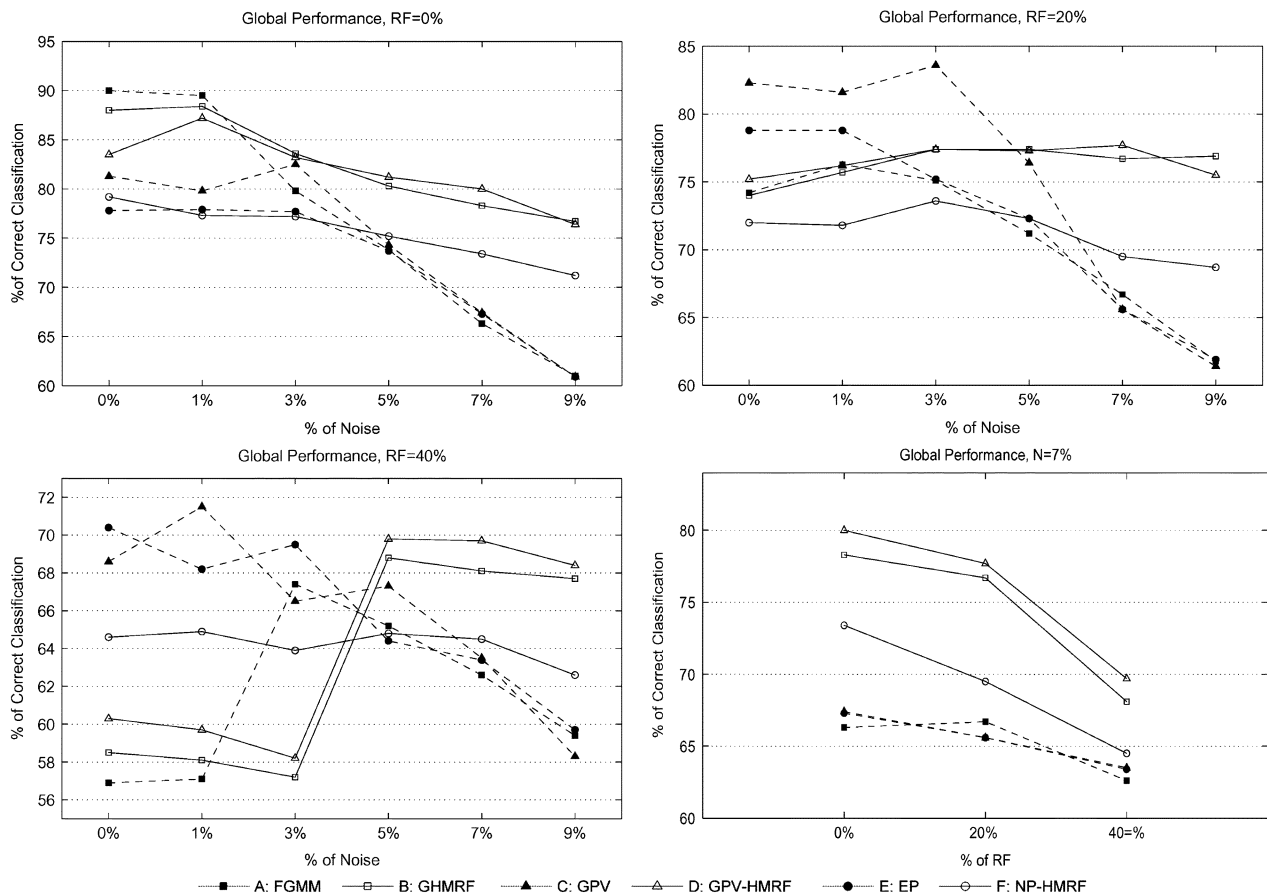 Global Performance, RF=0%
95
90
85
80
75
70
65
60
0% 1% 3% 5% 7% 9%
%of Correct Classification
% of Noise
Global Performance, RF=20%
85
80
75
70
65
60
0% 1% 3% 5% 7% 9%
% of Correct Classification
% of Noise
Global Performance, RF=40%
72
70
68
66
64
62
60
58
56
0% 1% 3% 5% 7% 9%
% of Correct Classification
% of Noise
Global Performance, N=7%
80
75
70
65
60
0% 20% 40=%
% of Correct Classification
% of RF
A: FGMM B: GHMRF C: GPV D: GPV-HMRF E: EP F: NP-HMRF